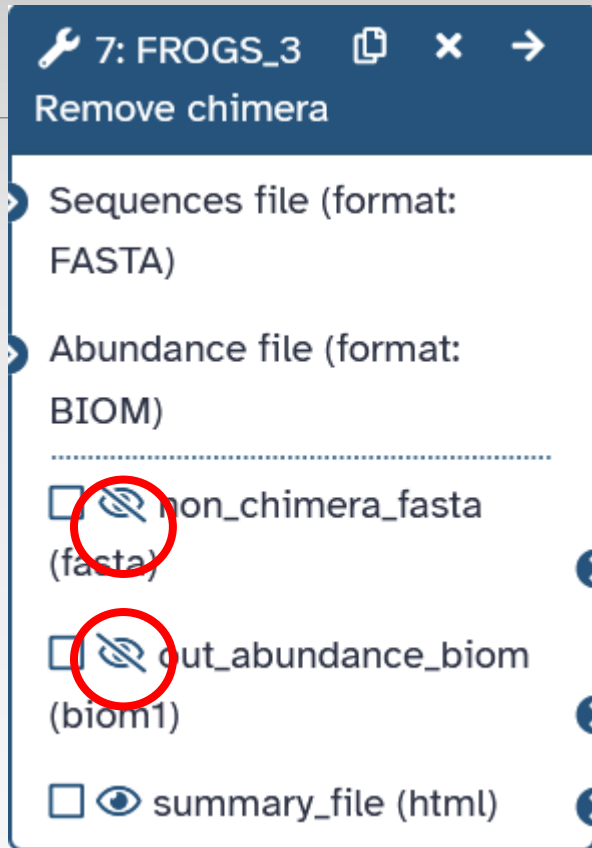 7: FROGS_3
Remove chimera
Sequences file (format:
FASTA)
Abundance file (format:
BIOM)
non_chimera_fasta
(fasta)
out_abundance_biom
(biom1)
summary_file (html)